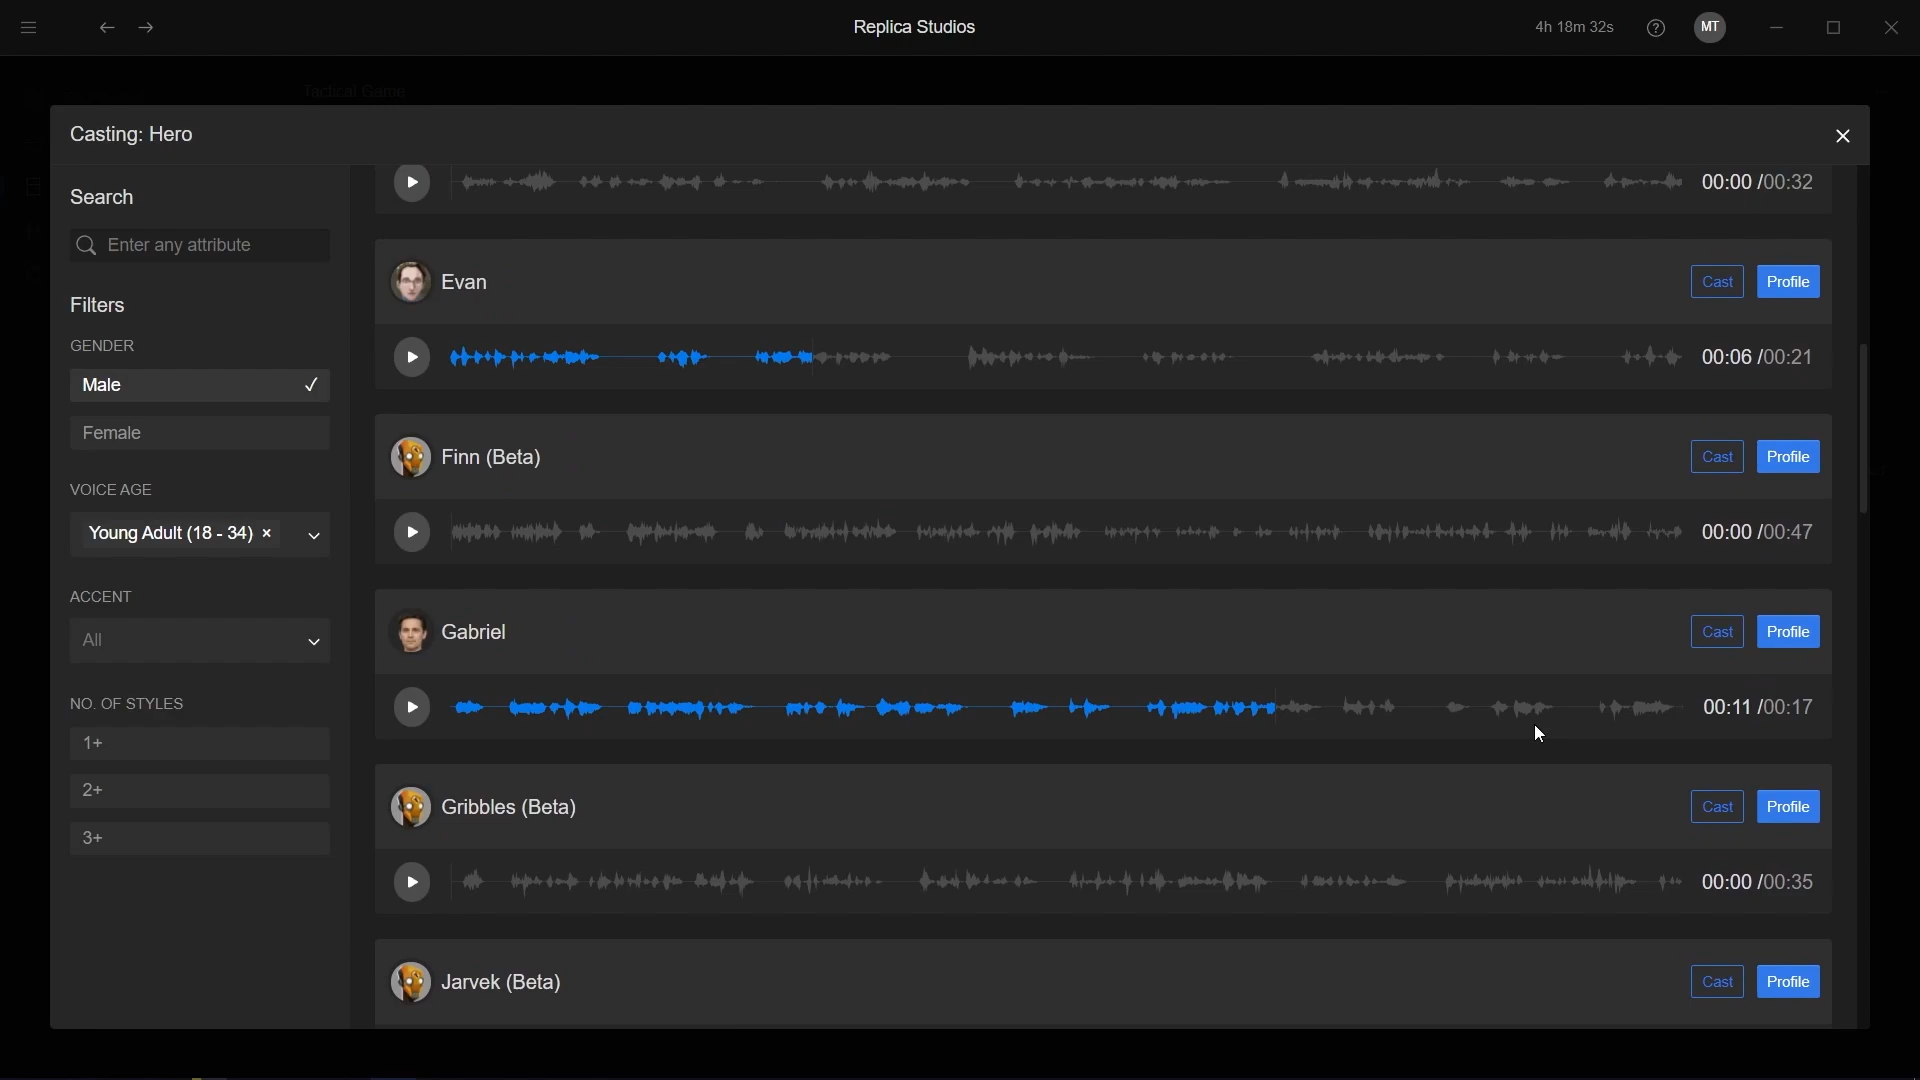 Replica Studios
4h 18m 32s
MT
Tactical Game
Casting: Hero
Search
Enter any attribute
Filters
GENDER
Male
Female
VOICE AGE
Young Adult (18 - 34) ×
ACCENT
All
NO. OF STYLES
1+
2+
3+
00:00 /00:32
Evan
Cast
Profile
00:06 /00:21
Finn (Beta)
Cast
Profile
00:00 /00:47
Gabriel
Cast
Profile
00:11 /00:17
Gribbles (Beta)
Cast
Profile
00:00 /00:35
Jarvek (Beta)
Cast
Profile